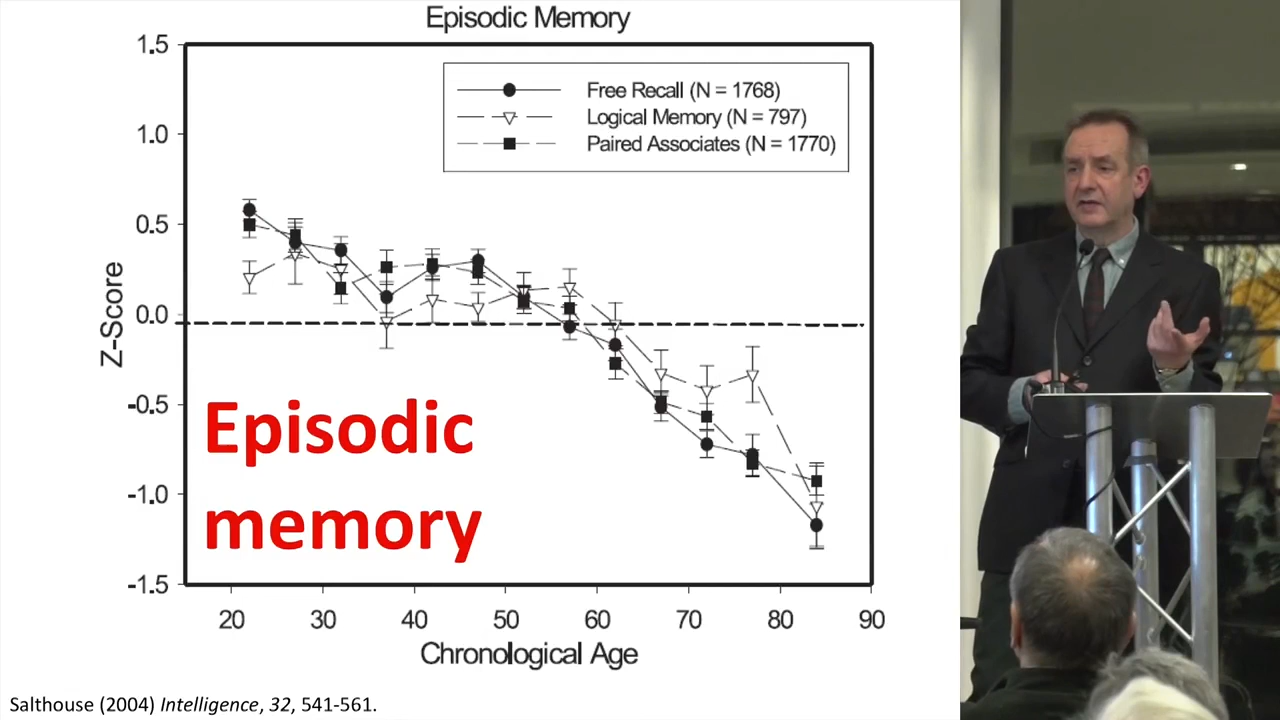 Episodic Memory
1.5
1.0
0.5
0.0
-0.5
-1.0
-1.5
Z-Score
Free Recall (N = 1768)
Logical Memory (N = 797)
Paired Associates (N = 1770)
Episodic
memory
20 30 40 50 60 70 80 90
Chronological Age
Salthouse (2004) Intelligence, 32, 541-561.